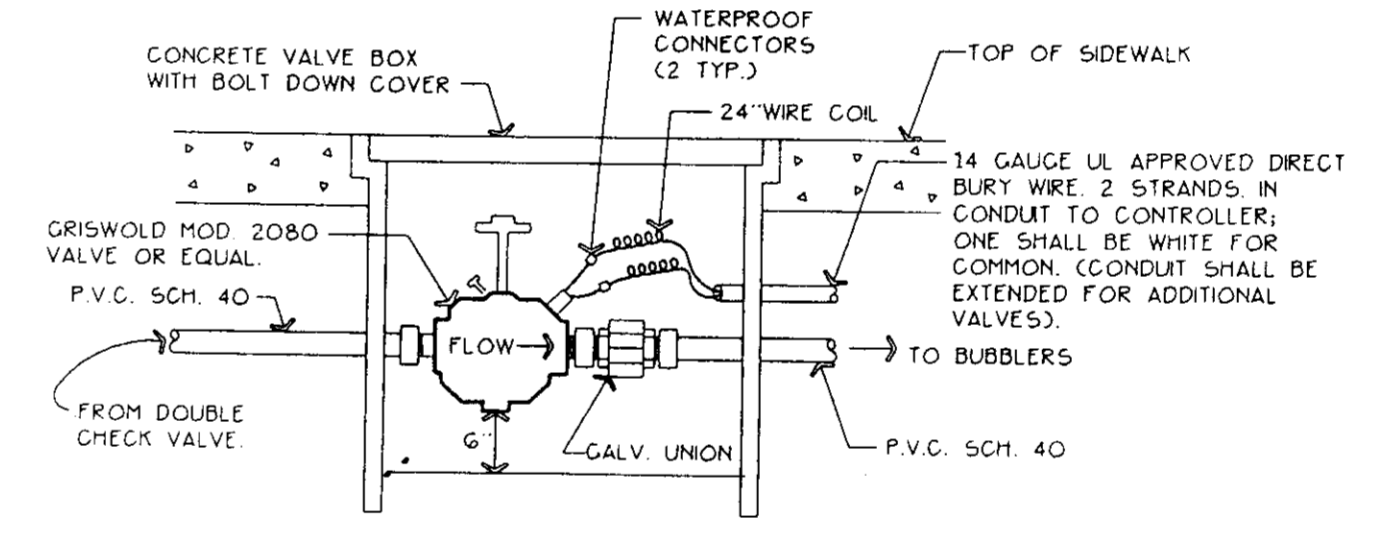 WATERPROOF
CONNECTORS
(2 TYP.)
CONCRETE VALVE BOX
WITH BOLT DOWN COVER
TOP OF SIDEWALK
24"WIRE COIL
14 GAUGE UL APPROVED DIRECT
BURY WIRE. 2 STRANDS. IN
CONDUIT TO CONTROLLER;
ONE SHALL BE WHITE FOR
COMMON. (CONDUIT SHALL BE
EXTENDED FOR ADDITIONAL
VALVES).
GRISWOLD MOD. 2080
VALVE OR EQUAL.
P.V.C. SCH. 40
FLOW
TO BUBBLERS
FROM DOUBLE
CHECK VALVE.
6"
GALV. UNION
P.V.C. SCH. 40